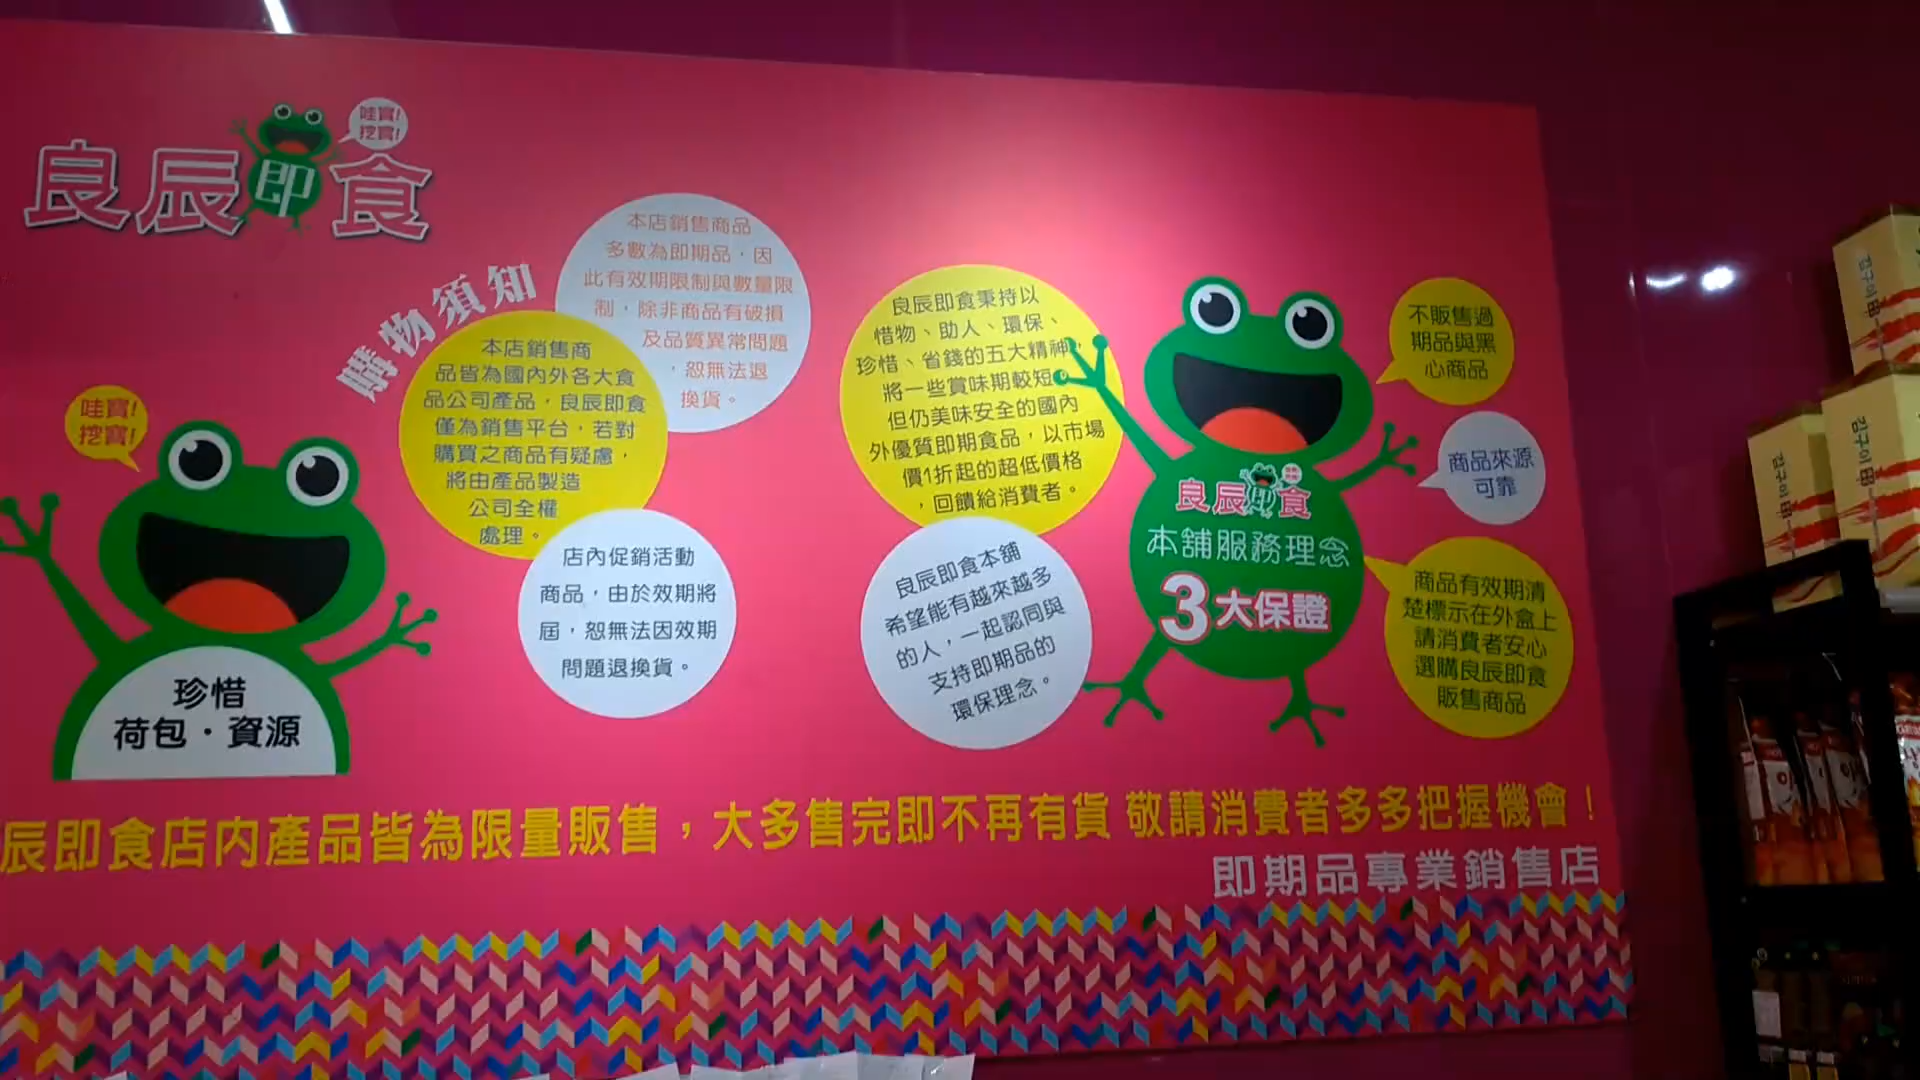 良辰即食
哇寶!
挖寶!
購物須知
本店銷售商品
多數為即期品，因
此有效期限制與數量限
制，除非商品有破損
及品質異常問題
，恕無法退
換貨。
本店銷售商
品皆為國內外各大食
品公司產品，良辰即食
僅為銷售平台，若對
購買之商品有疑慮，
將由產品製造
公司全權
處理。
店內促銷活動
商品，由於效期將
屆，恕無法因效期
問題退換貨。
哇寶!
挖寶!
珍惜
荷包·資源
良辰即食秉持以
惜物、助人、環保、
珍惜、省錢的五大精神，
將一些賞味期較短
但仍美味安全的國內
外優質即期食品，以市場
價1折起的超低價格
，回饋給消費者。
良辰即食本舖
希望能有越來越多
的人，一起認同與
支持即期品的
環保理念。
良辰即食
本舖服務理念
3大保證
不販售過
期品與黑
心商品
商品來源
可靠
商品有效期清
楚標示在外盒上
請消費者安心
選購良辰即食
販售商品
辰即食店內產品皆為限量販售，大多售完即不再有貨 敬請消費者多多把握機會！
即期品專業銷售店
김구이
김구이
김구이